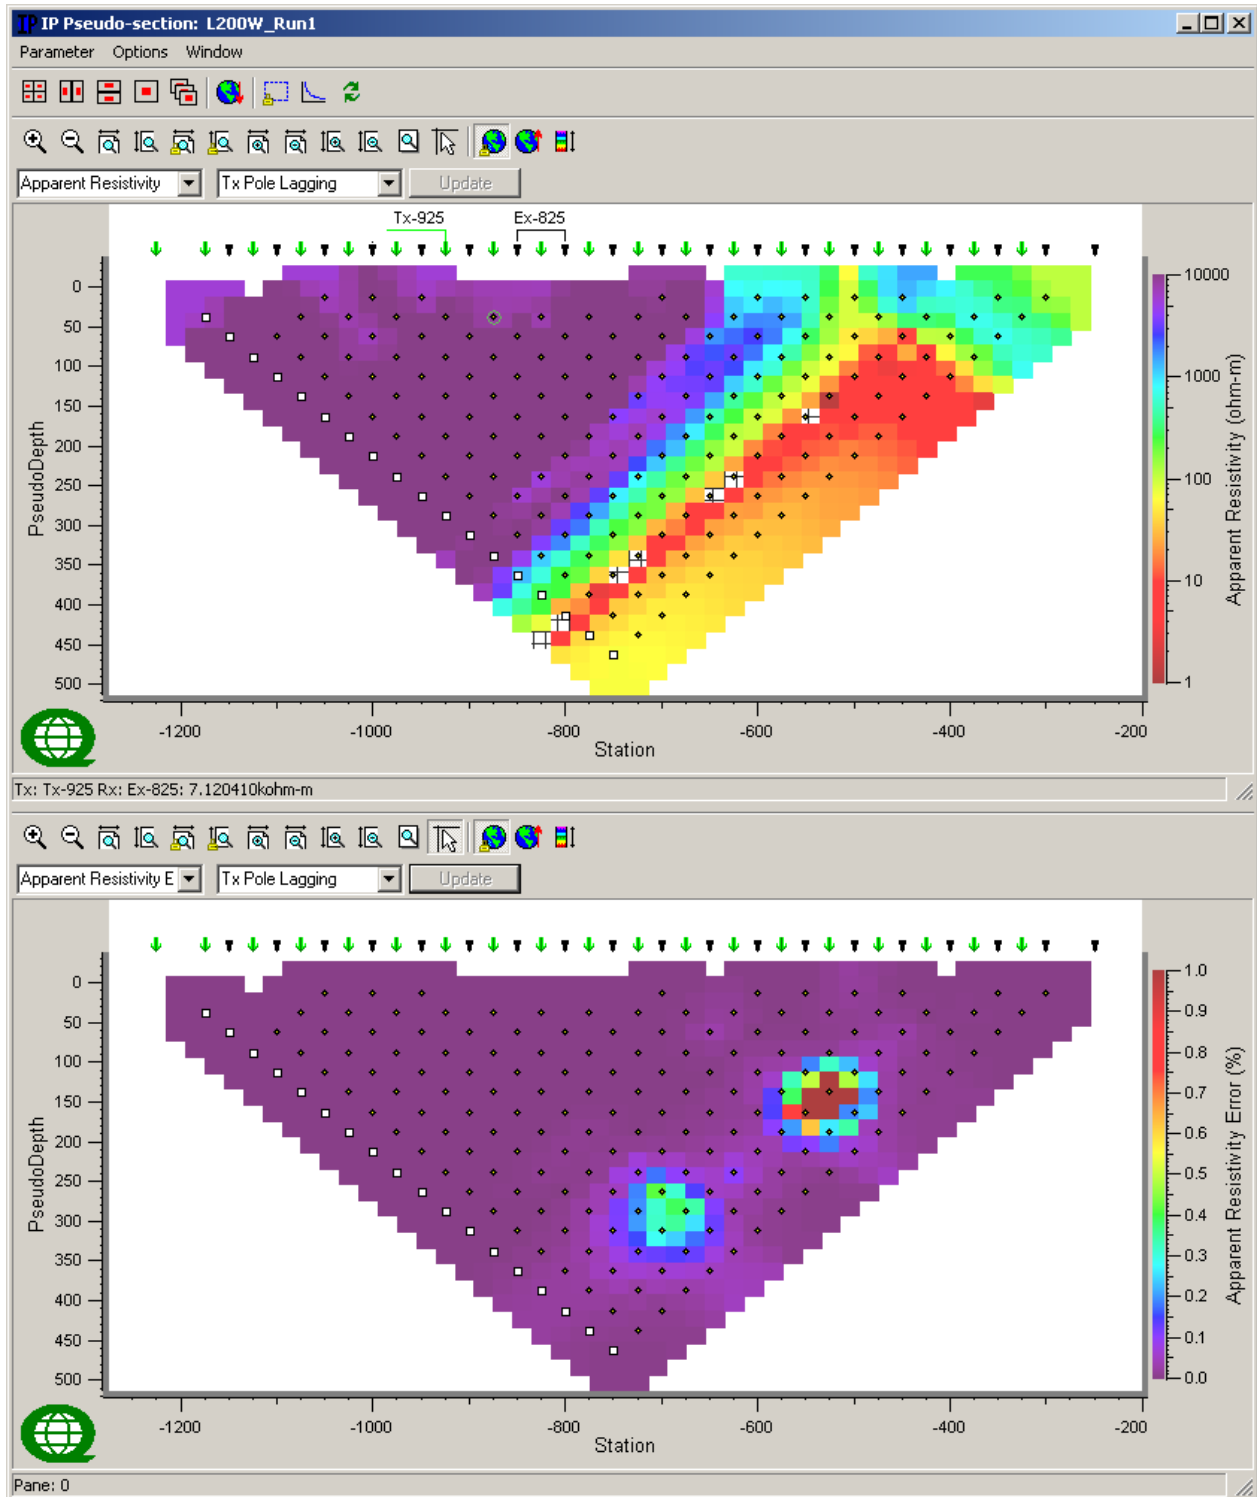 IP IP Pseudo-section: L200W_Run1
Parameter Options Window
Apparent Resistivity Tx Pole Lagging Update
Tx-925 Ex-825
0
50
100
150
200
250
300
350
400
450
500
PseudoDepth
10000
1000
100
10
1
Apparent Resistivity (ohm-m)
-1200 -1000 -800 -600 -400 -200
Station
Tx: Tx-925 Rx: Ex-825: 7.120410kohm-m
Apparent Resistivity E Tx Pole Lagging Update
0
50
100
150
200
250
300
350
400
450
500
PseudoDepth
1.0
0.9
0.8
0.7
0.6
0.5
0.4
0.3
0.2
0.1
0.0
Apparent Resistivity Error (%)
-1200 -1000 -800 -600 -400 -200
Station
Pane: 0